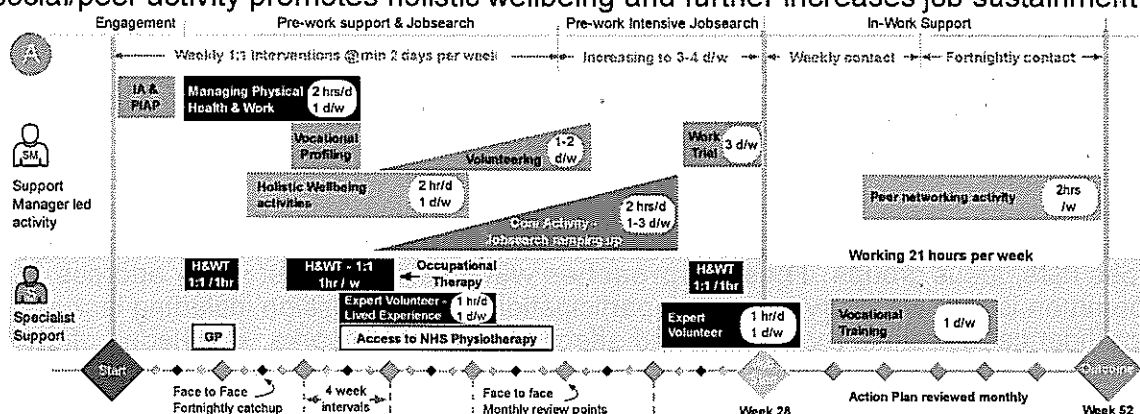 social/peer activity promotes holistic wellbeing and further increases job sustainment
Engagement
Pre-work support & Jobsearch
Pre-work Intensive Jobsearch
In-Work Support
A
Weekly 1:1 Interventions @min 2 days per week
Increasing to 3-4 d/w
Weekly contact
Fortnightly contact
IA &
PIAP
Managing Physical
Health & Work
2 hrs/d
1 d/w
Vocational
Profiling
Volunteering
1-2
d/w
Work
Trial
3 d/w
SM
Support
Manager led
activity
Holistic Wellbeing
activities
2 hr/d
1 d/w
Core Activity -
Jobsearch ramping up
2 hrs/d
1-3 d/w
Peer networking activity
2hrs
/w
Working 21 hours per week
H&WT
1:1 /1hr
H&WT - 1:1
1hr / w
Occupational
Therapy
H&WT
1:1 /1hr
Specialist
Support
Expert Volunteer -
Lived Experience
1 hr/d
1 d/w
Expert
Volunteer
1 hr/d
1 d/w
Vocational
Training
1 d/w
GP
Access to NHS Physiotherapy
Start
Outcome
Face to Face
Fortnightly catchup
4 week
intervals
Face to face
Monthly review points
Week 28
Action Plan reviewed monthly
Week 52